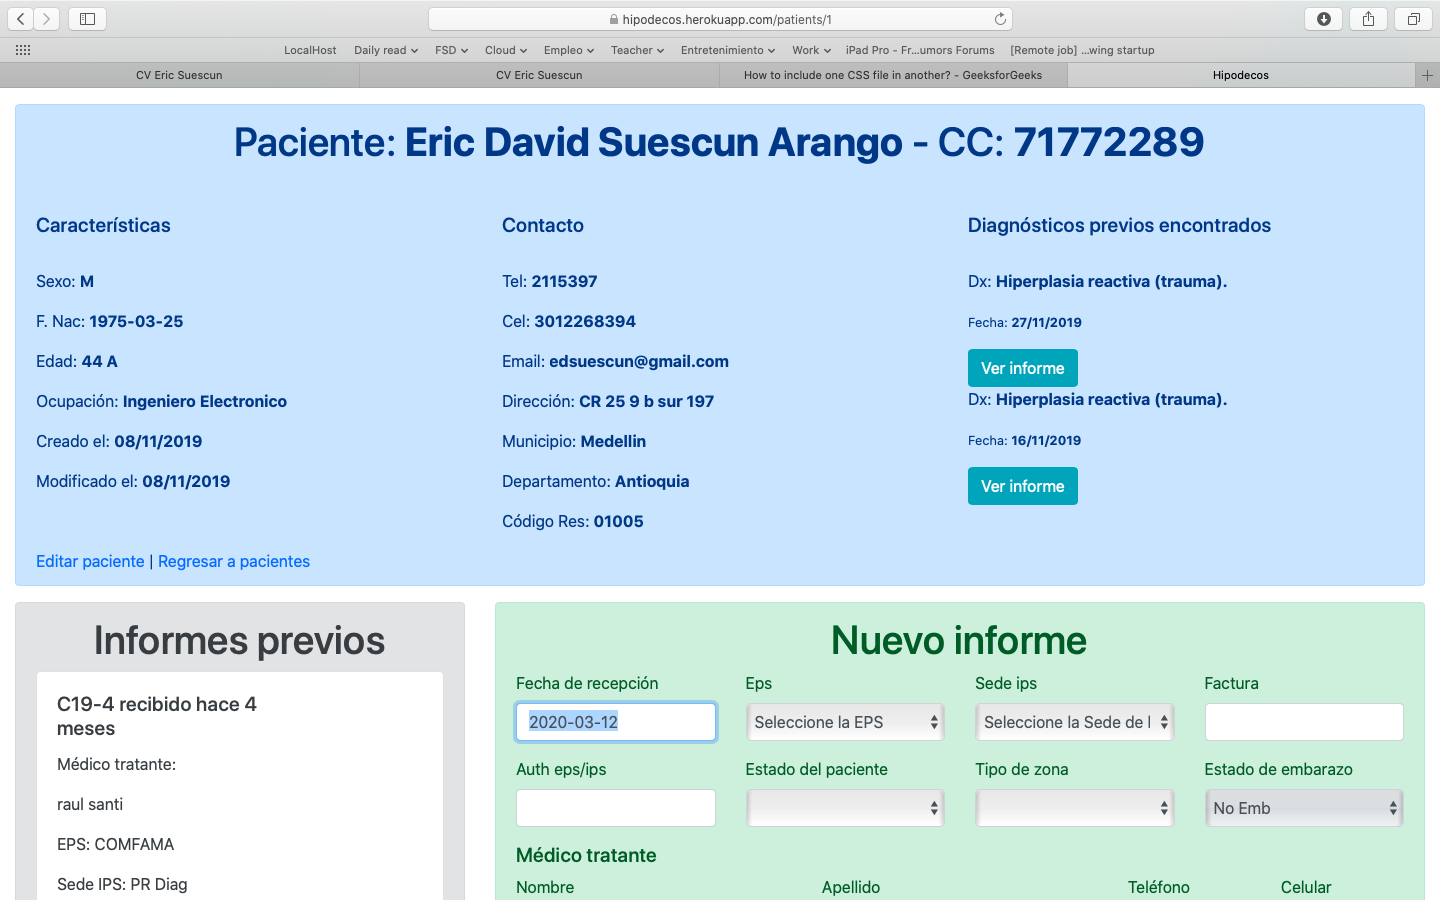 hipodecos.herokuapp.com/patients/1
LocalHost Daily read FSD Cloud Empleo Teacher Entretenimiento Work iPad Pro - Fr...umors Forums [Remote job] ...wing startup
CV Eric Suescun CV Eric Suescun How to include one CSS file in another? - GeeksforGeeks Hipodecos
Paciente: Eric David Suescun Arango - CC: 71772289
Características
Sexo: M
F. Nac: 1975-03-25
Edad: 44 A
Ocupación: Ingeniero Electronico
Creado el: 08/11/2019
Modificado el: 08/11/2019
Contacto
Tel: 2115397
Cel: 3012268394
Email: edsuescun@gmail.com
Dirección: CR 25 9 b sur 197
Municipio: Medellin
Departamento: Antioquia
Código Res: 01005
Diagnósticos previos encontrados
Dx: Hiperplasia reactiva (trauma).
Fecha: 27/11/2019
Ver informe
Dx: Hiperplasia reactiva (trauma).
Fecha: 16/11/2019
Ver informe
Editar paciente | Regresar a pacientes
Informes previos
C19-4 recibido hace 4
meses
Médico tratante:
raul santi
EPS: COMFAMA
Sede IPS: PR Diag
Nuevo informe
Fecha de recepción Eps Sede ips Factura
2020-03-12 Seleccione la EPS Seleccione la Sede de I
Auth eps/ips Estado del paciente Tipo de zona Estado de embarazo
No Emb
Médico tratante
Nombre Apellido Teléfono Celular